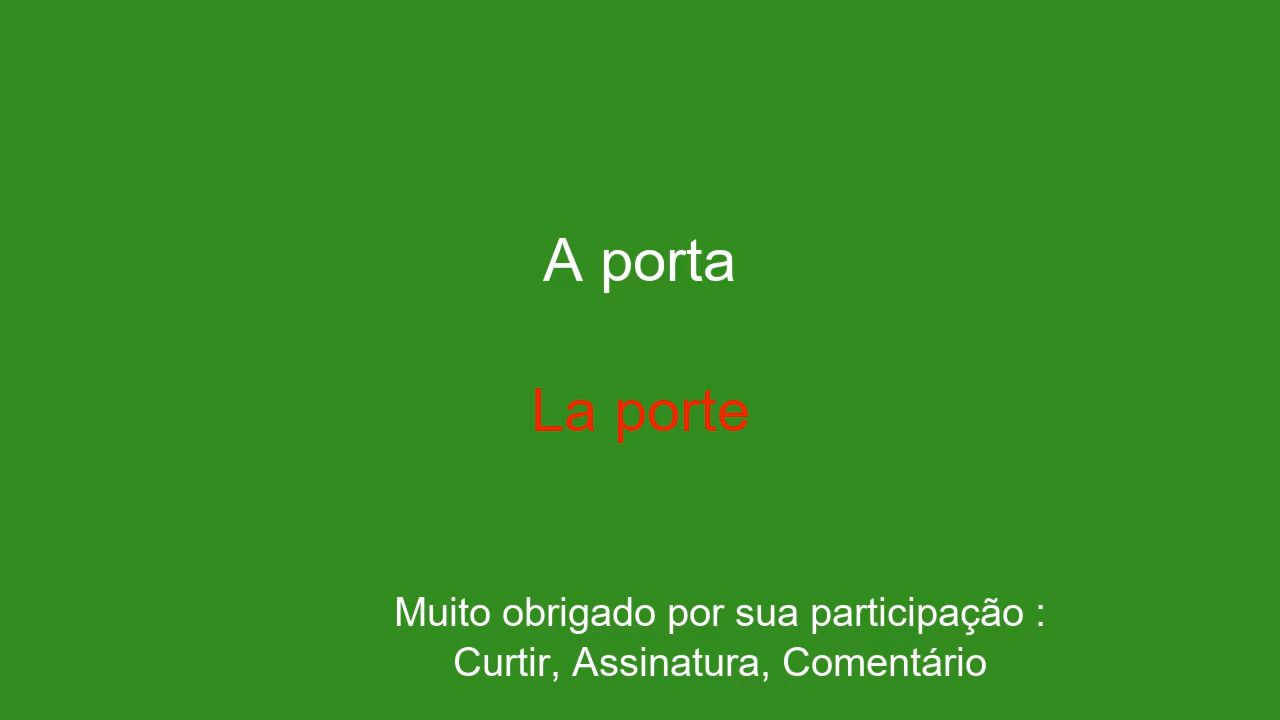 A porta
La porte
Muito obrigado por sua participação :
Curtir, Assinatura, Comentário